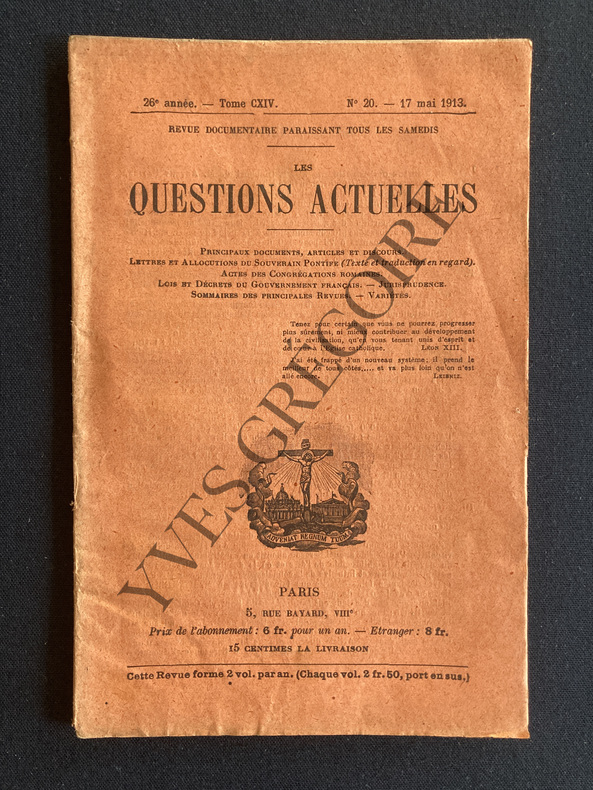 26e année. — Tome CXIV. No 20. — 17 mai 1913.
REVUE DOCUMENTAIRE PARAISSANT TOUS LES SAMEDIS
LES
QUESTIONS ACTUELLES
PRINCIPAUX DOCUMENTS, ARTICLES ET DISCOURS.
LETTRES ET ALLOCUTIONS DU SOUVERAIN PONTIFE (Texte et traduction en regard).
ACTES DES CONGRÉGATIONS ROMAINES.
LOIS ET DÉCRETS DU GOUVERNEMENT FRANÇAIS. — JURISPRUDENCE.
SOMMAIRES DES PRINCIPALES REVUES. — VARIÉTÉS.
Tenez pour certain que vous ne pourrez progresser
plus sûrement, ni mieux contribuer au développement
de la civilisation, qu'en vous tenant unis d'esprit et
de cœur à l'Église catholique. LÉON XIII.
J'ai été frappé d'un nouveau système; il prend le
meilleur de tous côtés,.... et va plus loin qu'on n'est
allé encore. LEIBNIZ.
ADVENIAT REGNUM TUUM
PARIS
5, RUE BAYARD, VIIIe
Prix de l'abonnement : 6 fr. pour un an. — Etranger : 8 fr.
15 CENTIMES LA LIVRAISON
Cette Revue forme 2 vol. par an. (Chaque vol. 2 fr. 50, port en sus.)
YVES GRÉGOIRE